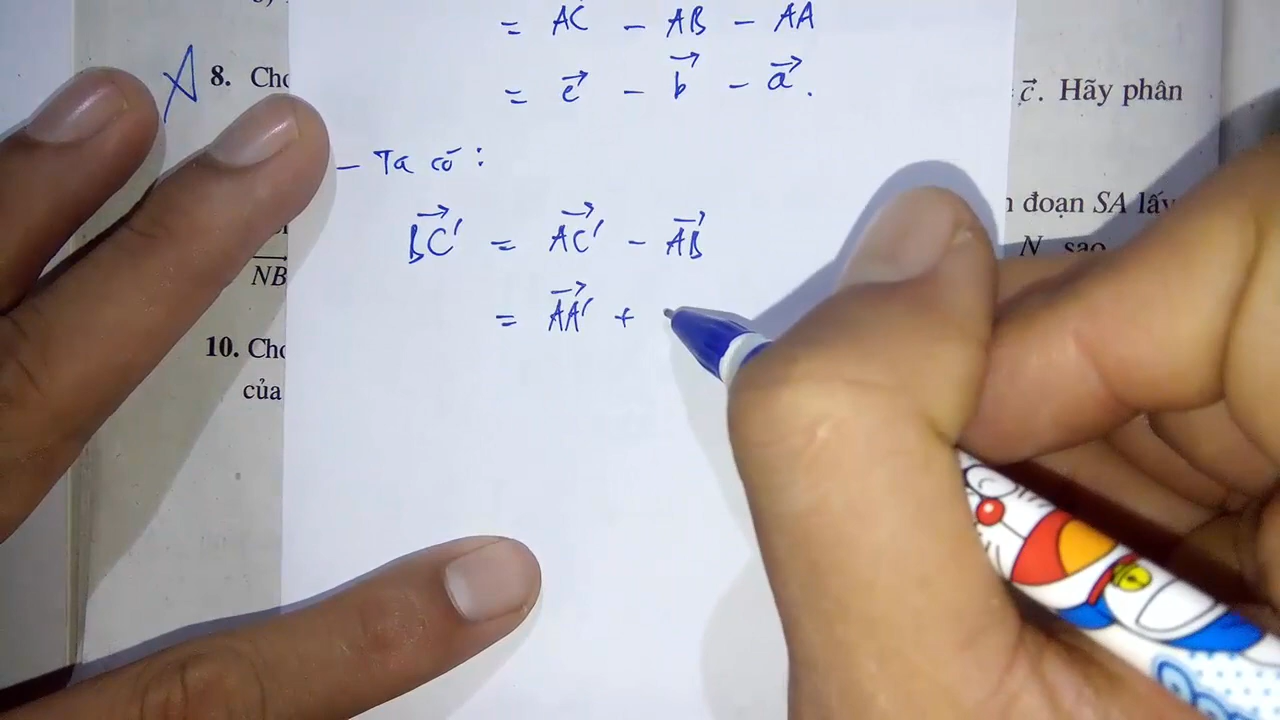 = AC - AB - AA
= c⃗ - b⃗ - a⃗.
8. Cho
c⃗. Hãy phân
- Ta có:
đoạn SA lấy
BC'⃗ = AC'⃗ - AB⃗
N sao
NB⃗
= AA'⃗ +
10. Cho
của